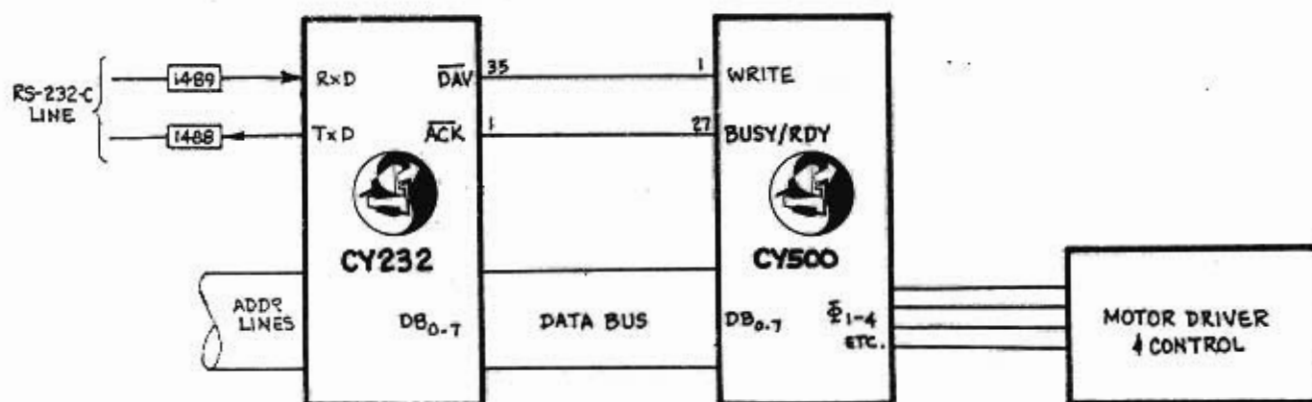 RS-232-C
LINE
1489
1488
RxD
TxD
DAV
ACK
35
1
1
27
WRITE
BUSY/RDY
CY232
CY500
ADDR
LINES
DB0-7
DATA BUS
DB0-7
Φ1-4
ETC.
MOTOR DRIVER
& CONTROL